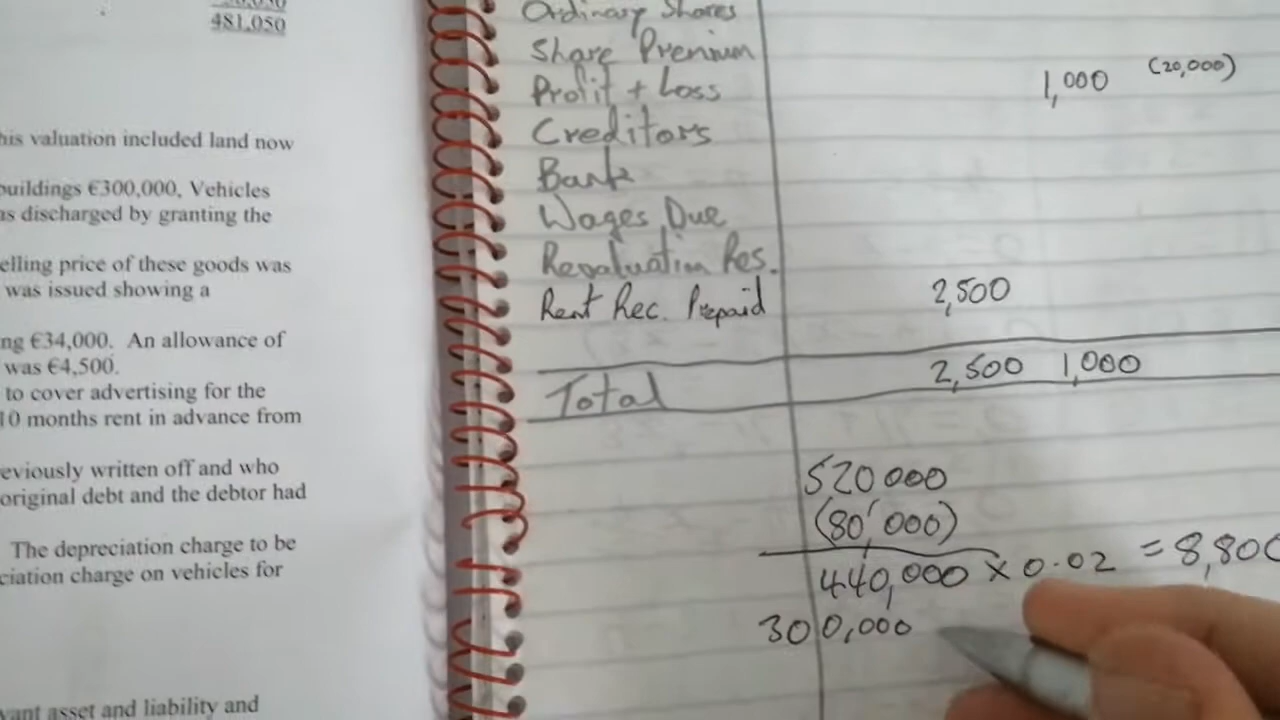 481,050
his valuation included land now
buildings €300,000, Vehicles
as discharged by granting the
elling price of these goods was
was issued showing a
ng €34,000. An allowance of
was €4,500.
to cover advertising for the
10 months rent in advance from
eviously written off and who
original debt and the debtor had
The depreciation charge to be
ciation charge on vehicles for
vant asset and liability and
Ordinary Shares
Share Premium
Profit + Loss 1,000 (20,000)
Creditors
Bank
Wages Due
Revaluation Res.
Rent Rec. Prepaid 2,500
Total 2,500 1,000
520000
(80,000)
440,000 × 0.02 = 8,800
300,000